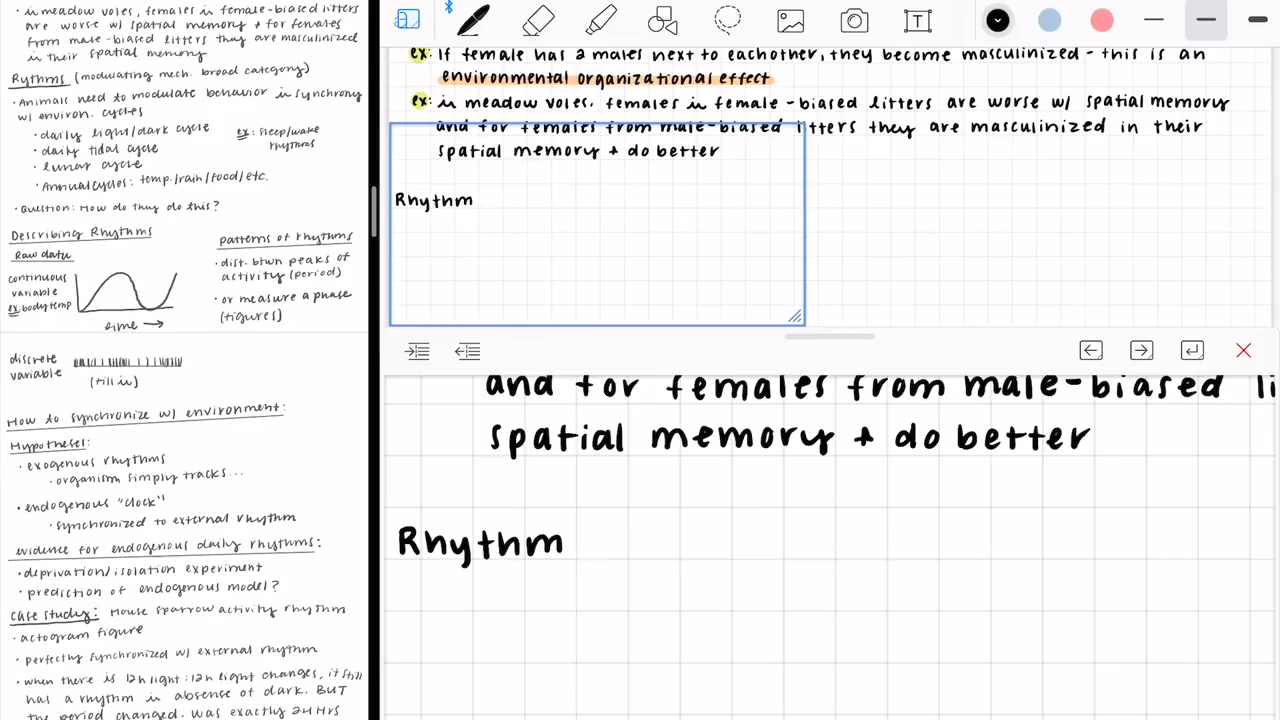 • in meadow voles, females in female-biased litters
are worse w/ spatial memory + for females
from male-biased litters they are masculinized
in their spatial memory
Rythms (modulating mech. broad category)
• Animals need to modulate behavior in synchrony
w/ environ. cycles
• daily light/dark cycle
• daily tidal cycle
• lunar cycle
• Annual cycles: temp./rain/food/etc.
ex: sleep/wake
rhythms
• Question: How do they do this?
Describing Rhythms
Raw data
continuous
variable
ex: body temp
time →
patterns of rhythms
• dist. btwn peaks of
activity (period)
• or measure a phase
(figures)
discrete
variable
(fill in)
How to synchronize w/ environment:
Hypotheses:
• exogenous rhythms
• organism simply tracks...
• endogenous "clock"
• synchronized to external rhythm
evidence for endogenous daily rhythms:
• deprivation/isolation experiment
• prediction of endogenous model?
Case study: House sparrow activity rhythm
• actogram figure
• perfectly synchronized w/ external rhythm
• when there is 12h light:12h light changes, it still
has a rhythm in absense of dark. BUT
the period changed. was exactly 24 HRS
T
ex: If female has 2 males next to eachother, they become masculinized - this is an
environmental organizational effect
ex: in meadow voles, females in female-biased litters are worse w/ spatial memory
and for females from male-biased litters they are masculinized in their
spatial memory + do better
Rhythm
and for females from male-biased li
spatial memory + do better
Rhythm